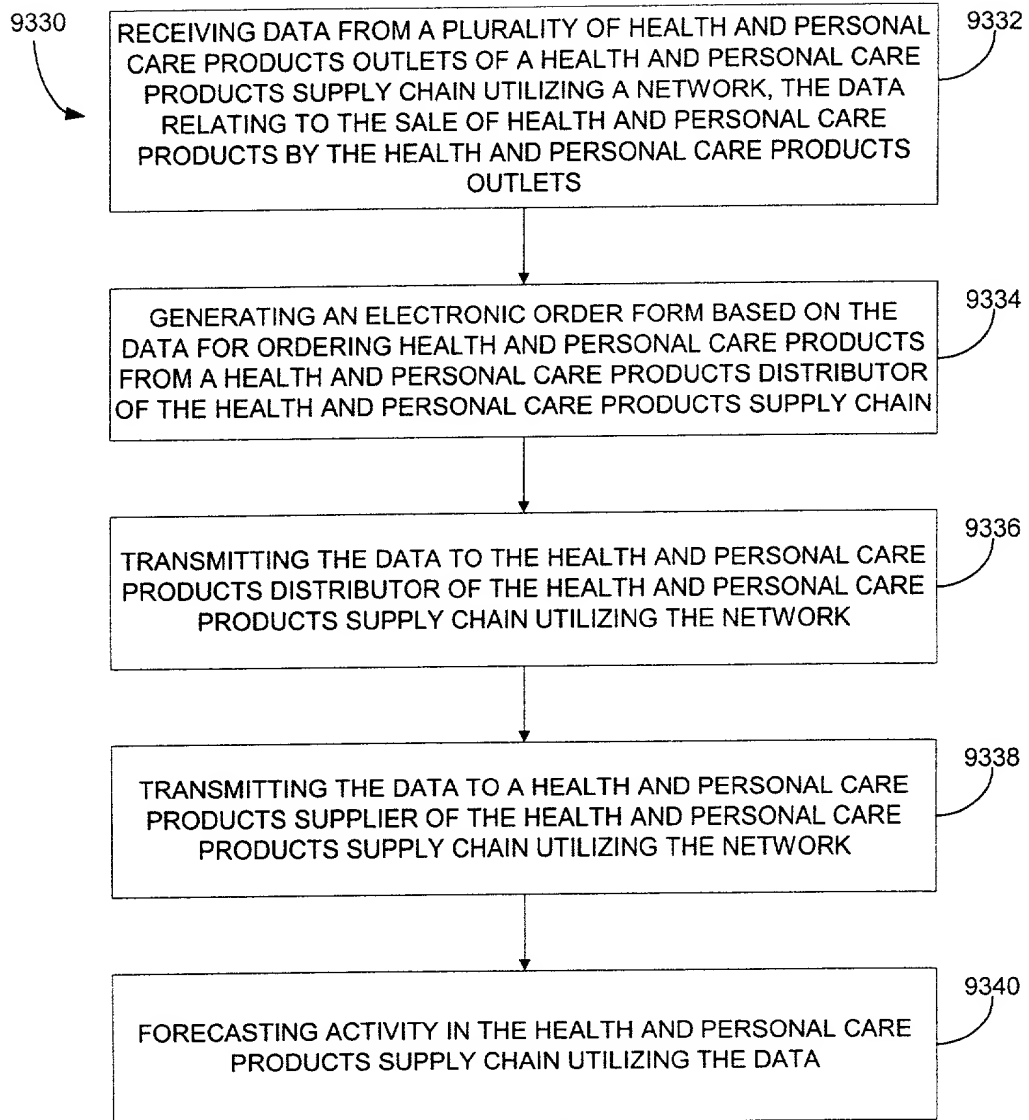 9330
RECEIVING DATA FROM A PLURALITY OF HEALTH AND PERSONAL
CARE PRODUCTS OUTLETS OF A HEALTH AND PERSONAL CARE
PRODUCTS SUPPLY CHAIN UTILIZING A NETWORK, THE DATA
RELATING TO THE SALE OF HEALTH AND PERSONAL CARE
PRODUCTS BY THE HEALTH AND PERSONAL CARE PRODUCTS
OUTLETS
9332
GENERATING AN ELECTRONIC ORDER FORM BASED ON THE
DATA FOR ORDERING HEALTH AND PERSONAL CARE PRODUCTS
FROM A HEALTH AND PERSONAL CARE PRODUCTS DISTRIBUTOR
OF THE HEALTH AND PERSONAL CARE PRODUCTS SUPPLY CHAIN
9334
TRANSMITTING THE DATA TO THE HEALTH AND PERSONAL CARE
PRODUCTS DISTRIBUTOR OF THE HEALTH AND PERSONAL CARE
PRODUCTS SUPPLY CHAIN UTILIZING THE NETWORK
9336
TRANSMITTING THE DATA TO A HEALTH AND PERSONAL CARE
PRODUCTS SUPPLIER OF THE HEALTH AND PERSONAL CARE
PRODUCTS SUPPLY CHAIN UTILIZING THE NETWORK
9338
FORECASTING ACTIVITY IN THE HEALTH AND PERSONAL CARE
PRODUCTS SUPPLY CHAIN UTILIZING THE DATA
9340